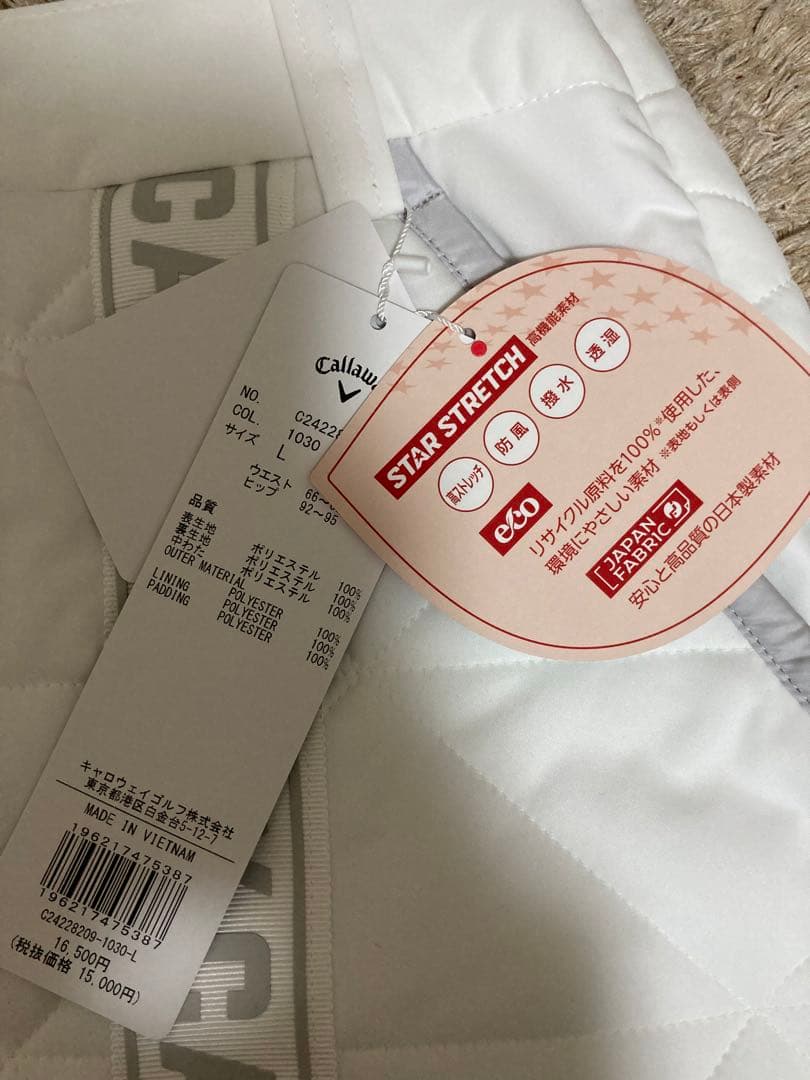 CA
Callaw
NO. C24228
COL. 1030
サイズ L
ウエスト 66～
ヒップ 92～95
品質
表生地 ポリエステル 100%
裏生地 ポリエステル 100%
中わた ポリエステル 100%
OUTER MATERIAL
POLYESTER 100%
LINING POLYESTER 100%
PADDING POLYESTER 100%
キャロウェイゴルフ株式会社
東京都港区白金台5-12-7
MADE IN VIETNAM
196217475387
196217475387
C24228209-1030-L
16,500円
(税抜価格 15,000円)
STAR STRETCH 高機能素材
高ストレッチ 防風 撥水 透湿
eco
リサイクル原料を100%※使用した、
環境にやさしい素材 ※表地もしくは表側
JAPAN
FABRIC
安心と高品質の日本製素材
CA